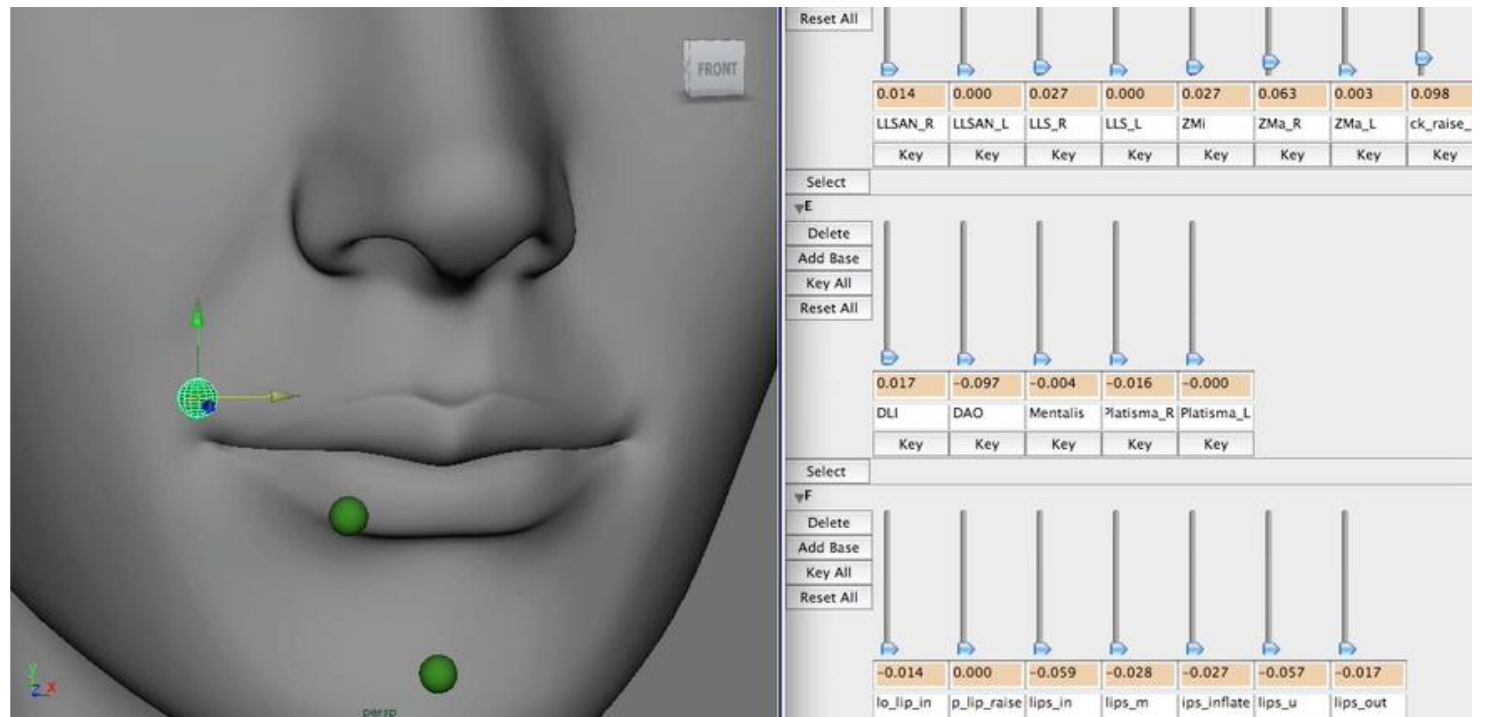 Reset All
FRONT
0.014 0.000 0.027 0.000 0.027 0.063 0.003 0.098
LLSAN_R LLSAN_L LLS_R LLS_L ZMi ZMa_R ZMa_L ck_raise_
Key Key Key Key Key Key Key Key
Select
E
Delete
Add Base
Key All
Reset All
0.017 -0.097 -0.004 -0.016 -0.000
DLI DAO Mentalis Platisma_R Platisma_L
Key Key Key Key Key
Select
F
Delete
Add Base
Key All
Reset All
-0.014 0.000 -0.059 -0.028 -0.027 -0.057 -0.017
lo_lip_in p_lip_raise lips_in lips_m ips_inflate lips_u lips_out
y
z x
persp